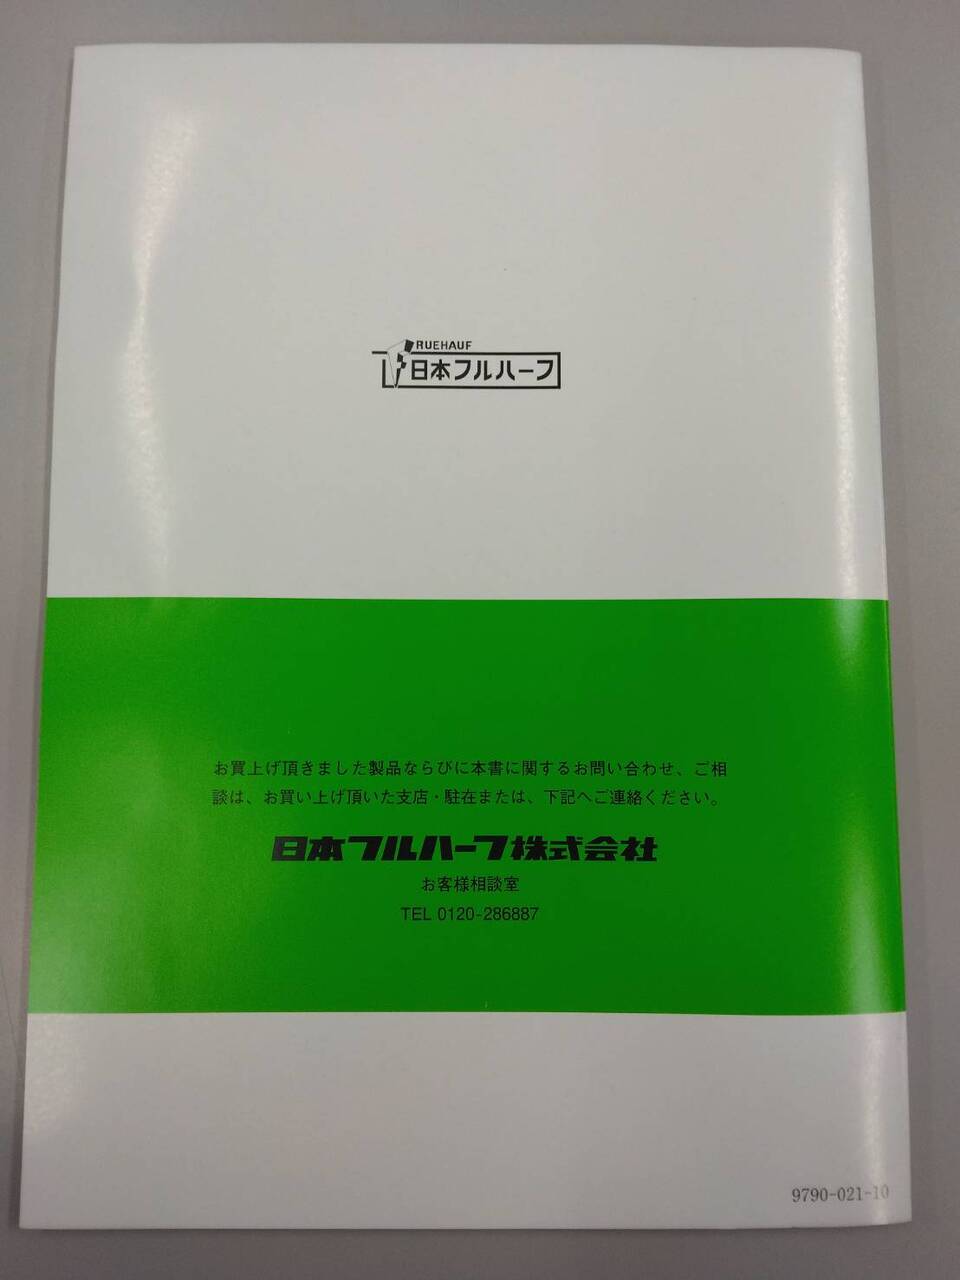 FRUEHAUF
日本フルハーフ
お買上げ頂きました製品ならびに本書に関するお問い合わせ、ご相
談は、お買い上げ頂いた支店・駐在または、下記へご連絡ください。
日本フルハーフ株式会社
お客様相談室
TEL 0120-286887
9790-021-10